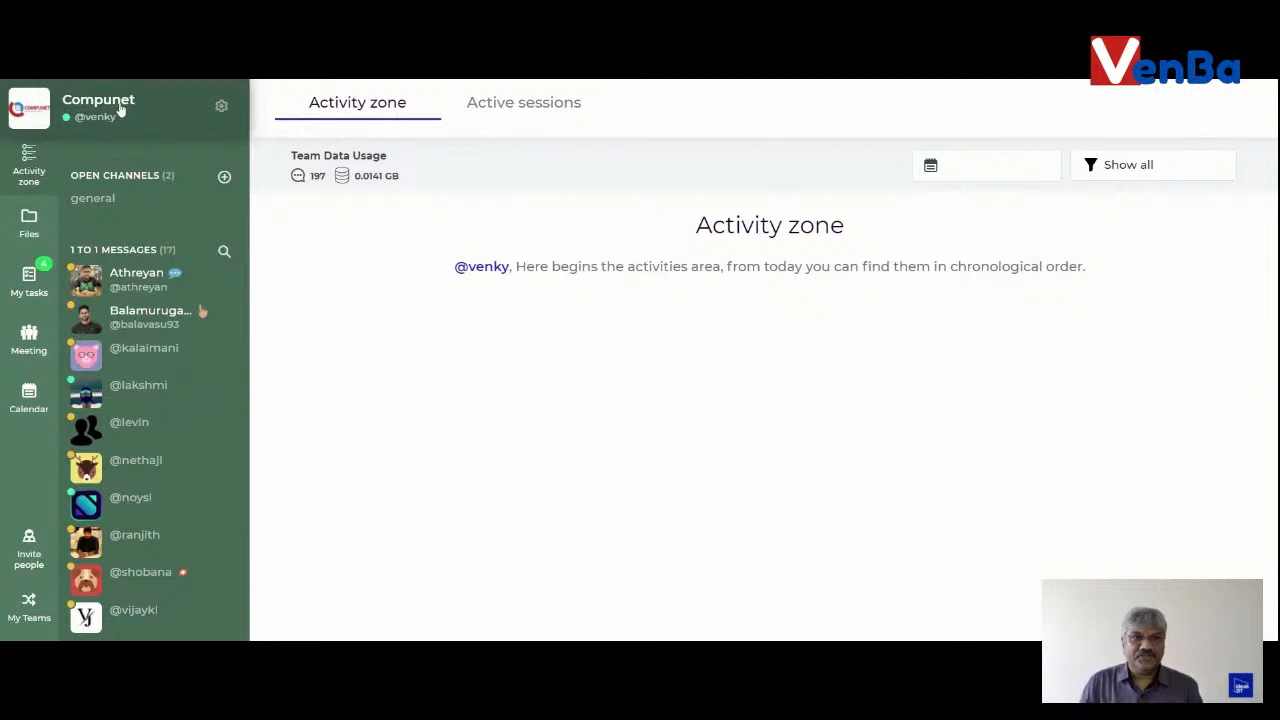 VenBa
COMPUNET
Compunet
@venky
Activity zone
Active sessions
Activity
zone
Files
4
My tasks
Meeting
Calendar
Invite
people
My Teams
OPEN CHANNELS (2)
general
1 TO 1 MESSAGES (17)
Athreyan
@athreyan
Balamuruga...
@balavasu93
@kalaimani
@lakshmi
@levin
@nethaji
@noysi
@ranjith
@shobana
VJ
@vijaykl
Team Data Usage
197 0.0141 GB
Show all
Activity zone
@venky, Here begins the activities area, from today you can find them in chronological order.